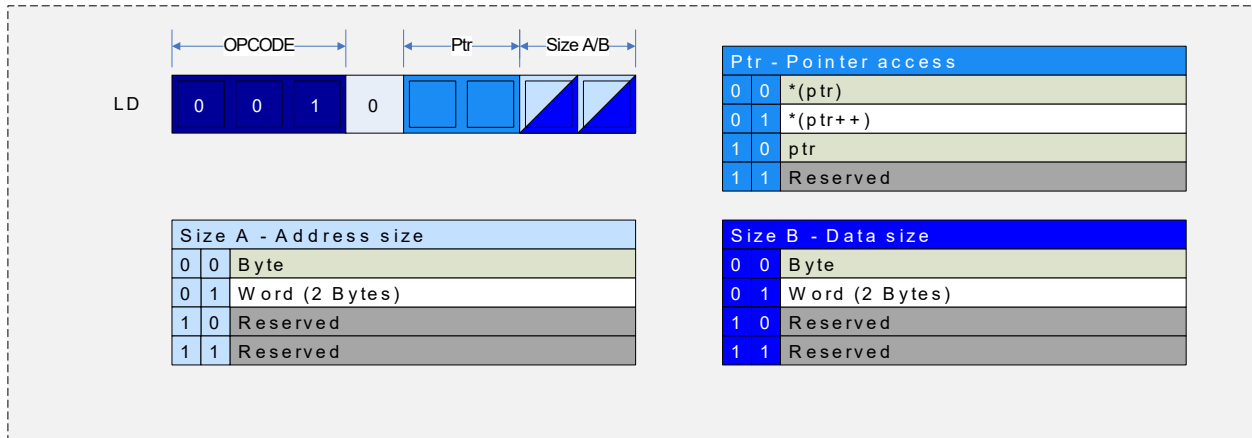 OPCODE Ptr Size A/B
LD 0 0 1 0
Ptr - Pointer access
0 0 *(ptr)
0 1 *(ptr++)
1 0 ptr
1 1 Reserved
Size A - Address size
0 0 Byte
0 1 Word (2 Bytes)
1 0 Reserved
1 1 Reserved
Size B - Data size
0 0 Byte
0 1 Word (2 Bytes)
1 0 Reserved
1 1 Reserved